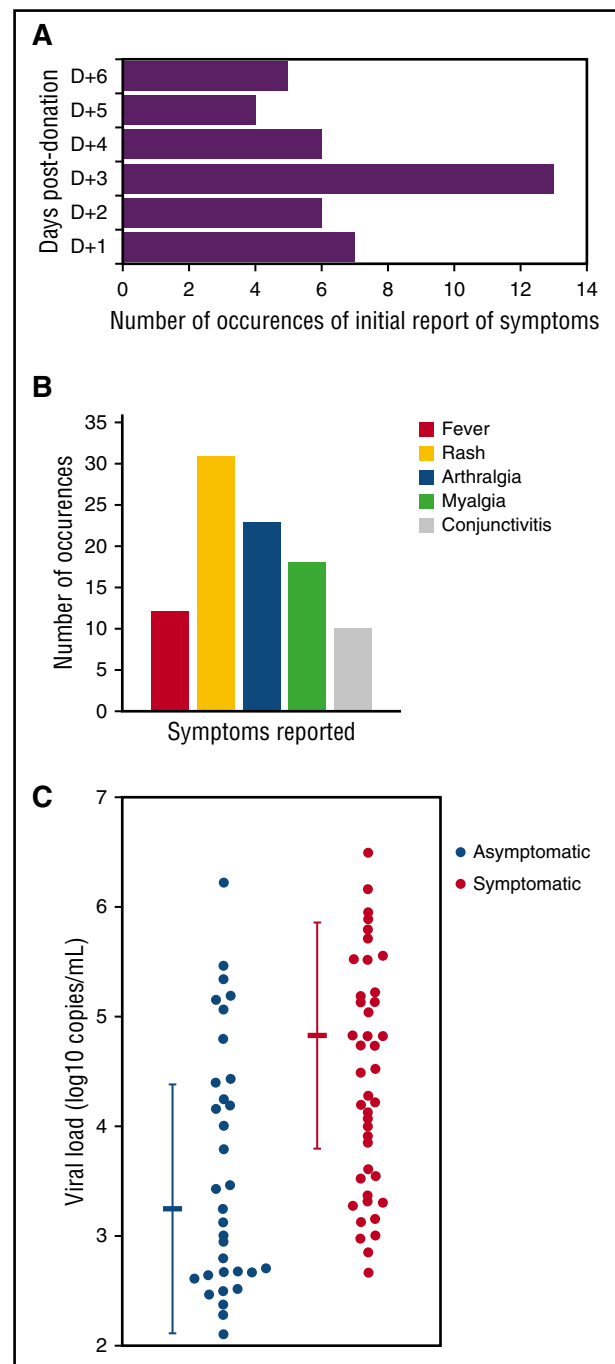 A
Days post-donation
D+6
D+5
D+4
D+3
D+2
D+1
0 2 4 6 8 10 12 14
Number of occurences of initial report of symptoms
B
Number of occurences
35
30
25
20
15
10
5
0
Symptoms reported
Fever
Rash
Arthralgia
Myalgia
Conjunctivitis
C
Viral load (log10 copies/mL)
7
6
5
4
3
2
Asymptomatic
Symptomatic